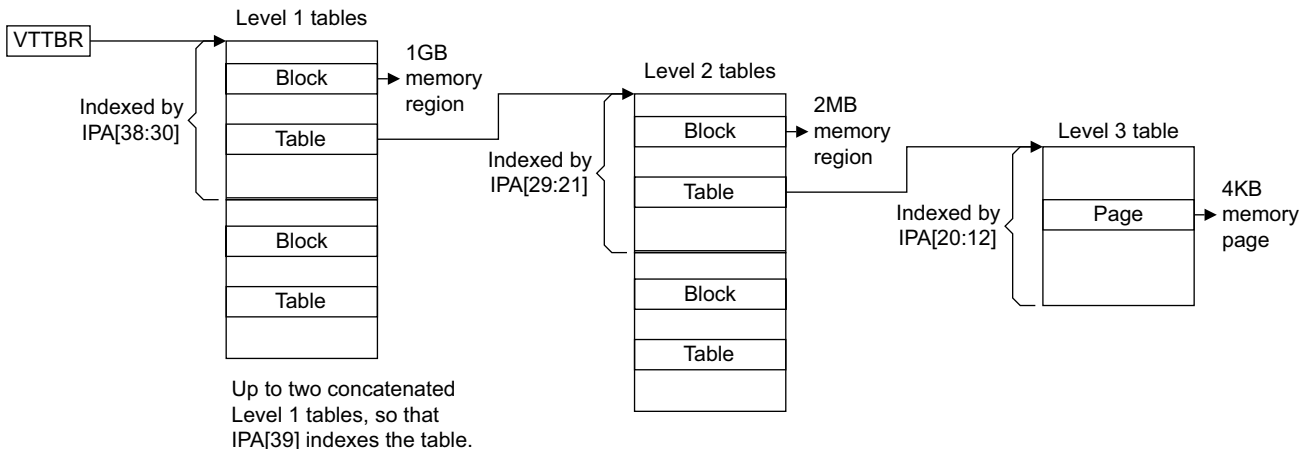 VTTBR
Level 1 tables
Block
Table
Block
Table
Indexed by
IPA[38:30]
1GB
memory
region
Up to two concatenated
Level 1 tables, so that
IPA[39] indexes the table.
Level 2 tables
Block
Table
Block
Table
Indexed by
IPA[29:21]
2MB
memory
region
Level 3 table
Page
Indexed by
IPA[20:12]
4KB
memory
page